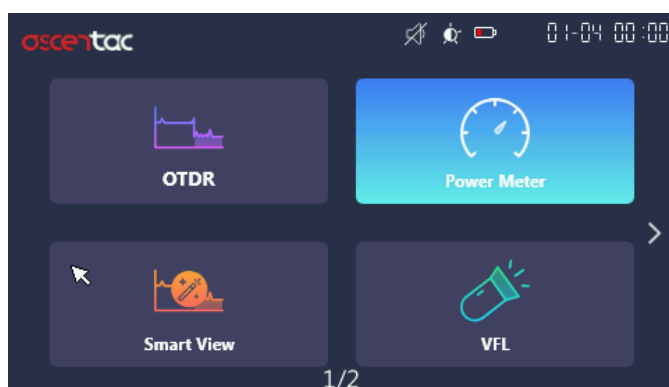 ascentac
01-04 00:00
OTDR
Power Meter
Smart View
VFL
1/2